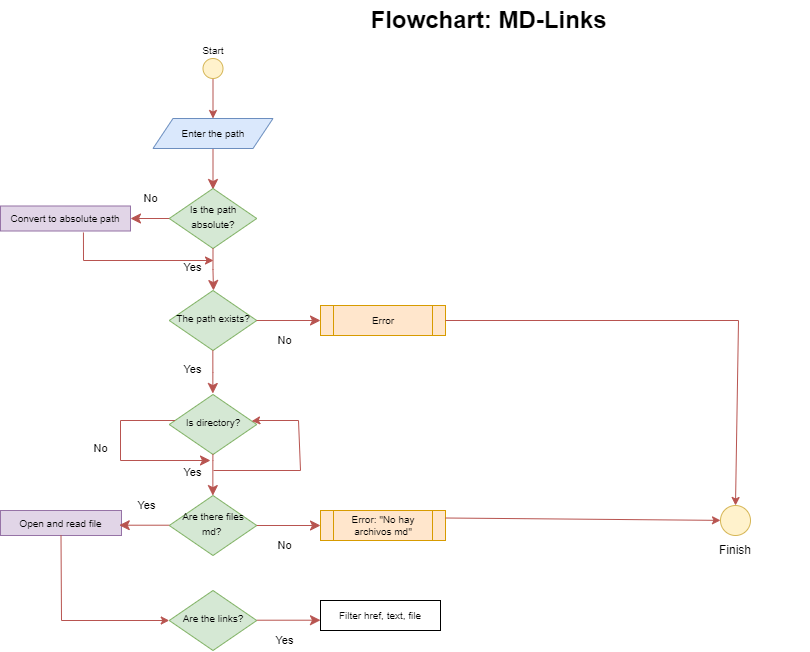 Flowchart: MD-Links
Start
Enter the path
No
Is the path
absolute?
Convert to absolute path
Yes
The path exists?
Error
No
Yes
Is directory?
No
Yes
Yes
Are there files
md?
Open and read file
Error: "No hay
archivos md"
No
Finish
Are the links?
Filter href, text, file
Yes